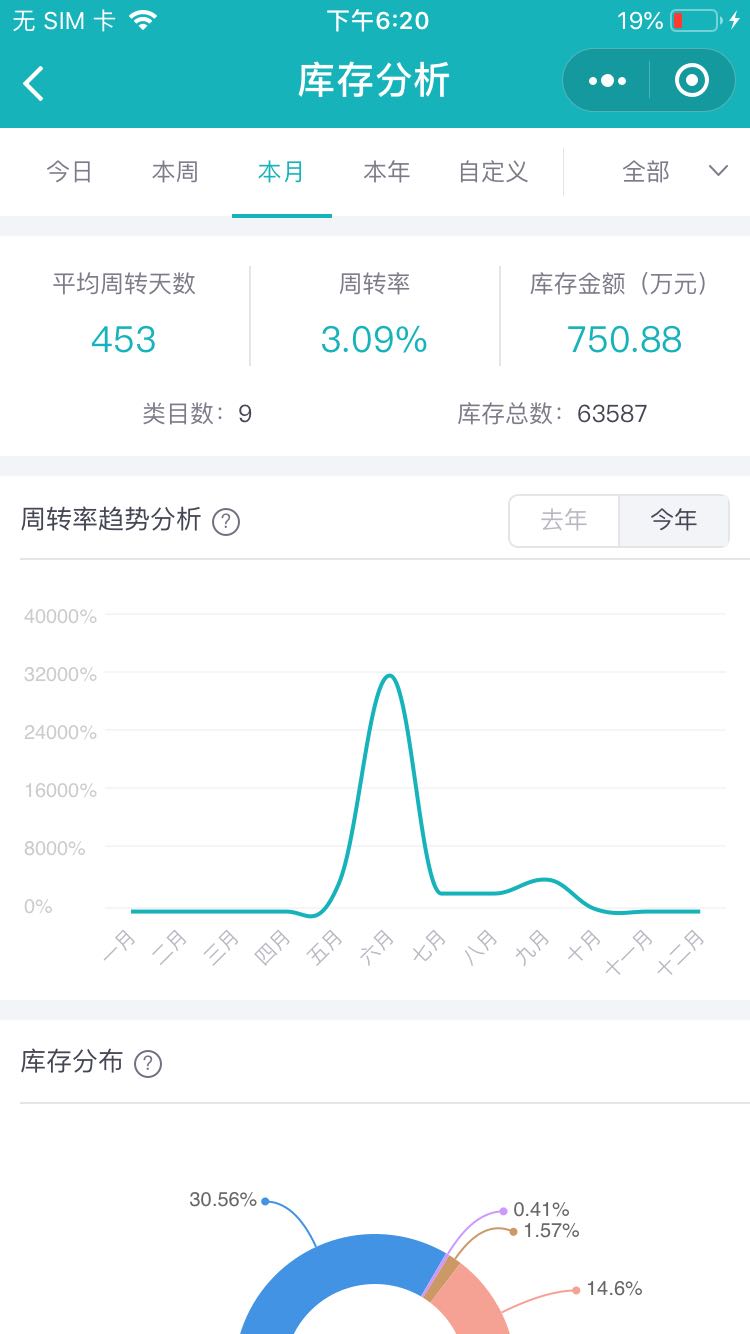 无 SIM 卡 下午6:20 19%
库存分析
今日 本周 本月 本年 自定义 全部
平均周转天数 周转率 库存金额（万元）
453 3.09% 750.88
类目数：9 库存总数：63587
周转率趋势分析 ? 去年 今年
40000%
32000%
24000%
16000%
8000%
0%
一月 二月 三月 四月 五月 六月 七月 八月 九月 十月 十一月 十二月
库存分布 ?
30.56% 0.41%
1.57%
14.6%